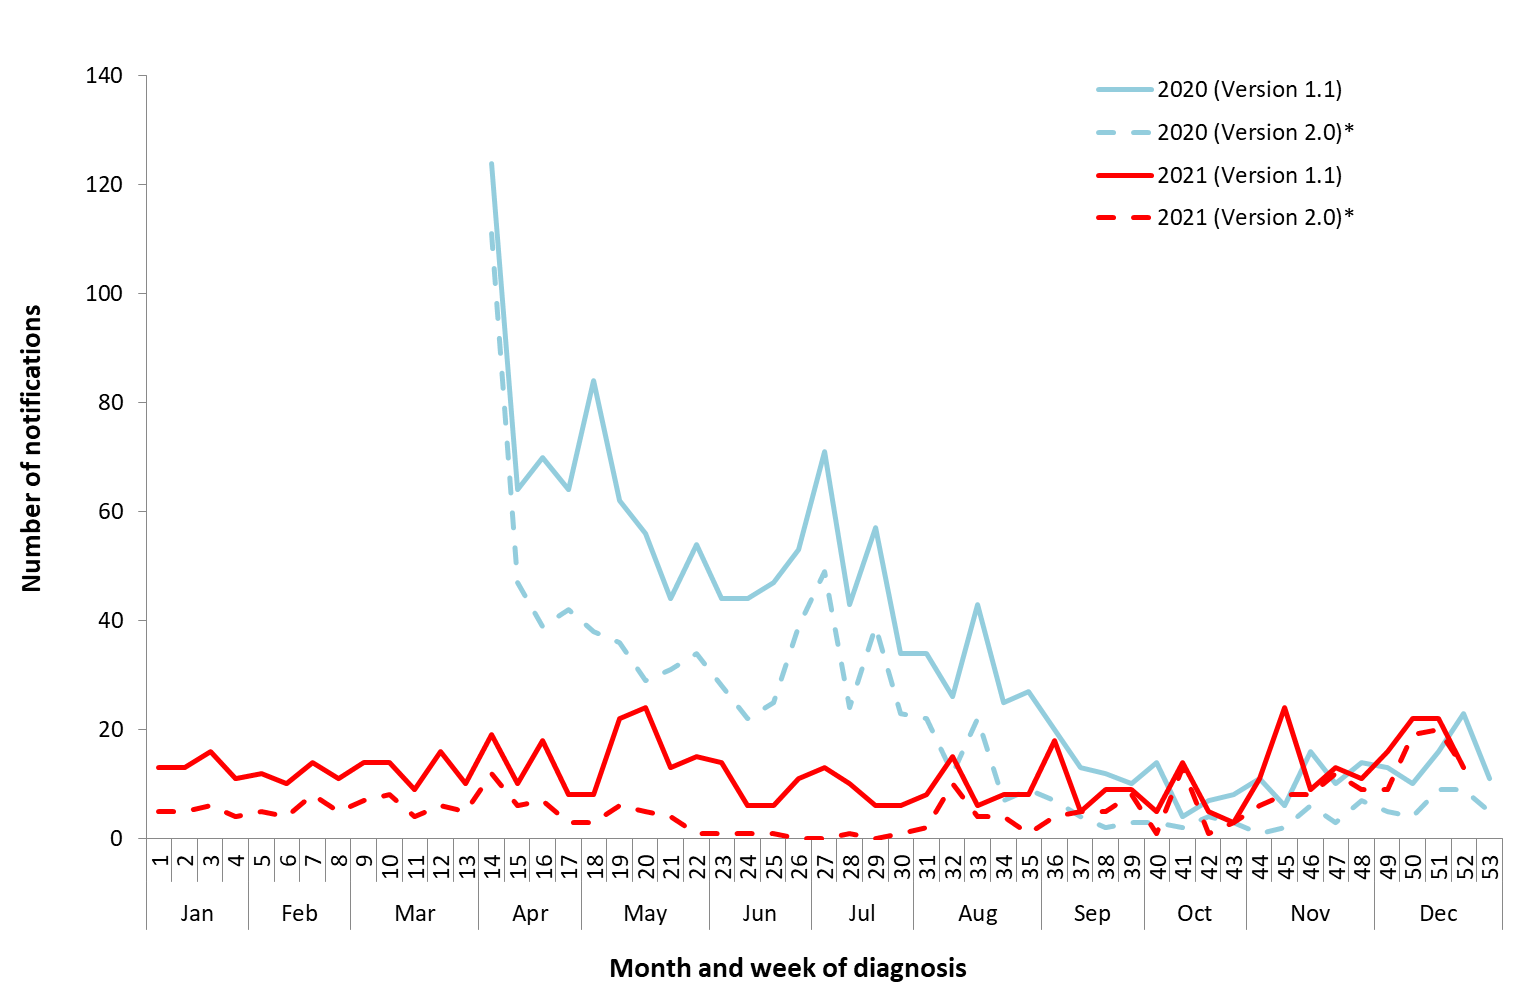 140
120
100
80
60
40
20
0
Number of notifications
2020 (Version 1.1)
2020 (Version 2.0)*
2021 (Version 1.1)
2021 (Version 2.0)*
1 2 3 4 5 6 7 8 9 10 11 12 13 14 15 16 17 18 19 20 21 22 23 24 25 26 27 28 29 30 31 32 33 34 35 36 37 38 39 40 41 42 43 44 45 46 47 48 49 50 51 52 53
Jan Feb Mar Apr May Jun Jul Aug Sep Oct Nov Dec
Month and week of diagnosis